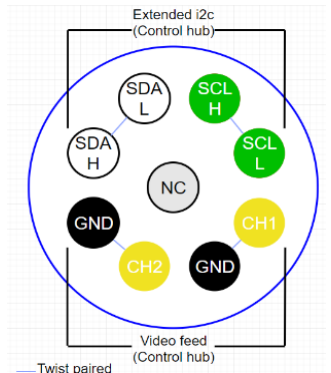 Extended i2c
(Control hub)
SDA
L
SCL
H
SDA
H
SCL
L
NC
GND
CH1
CH2
GND
Video feed
(Control hub)
Twist paired